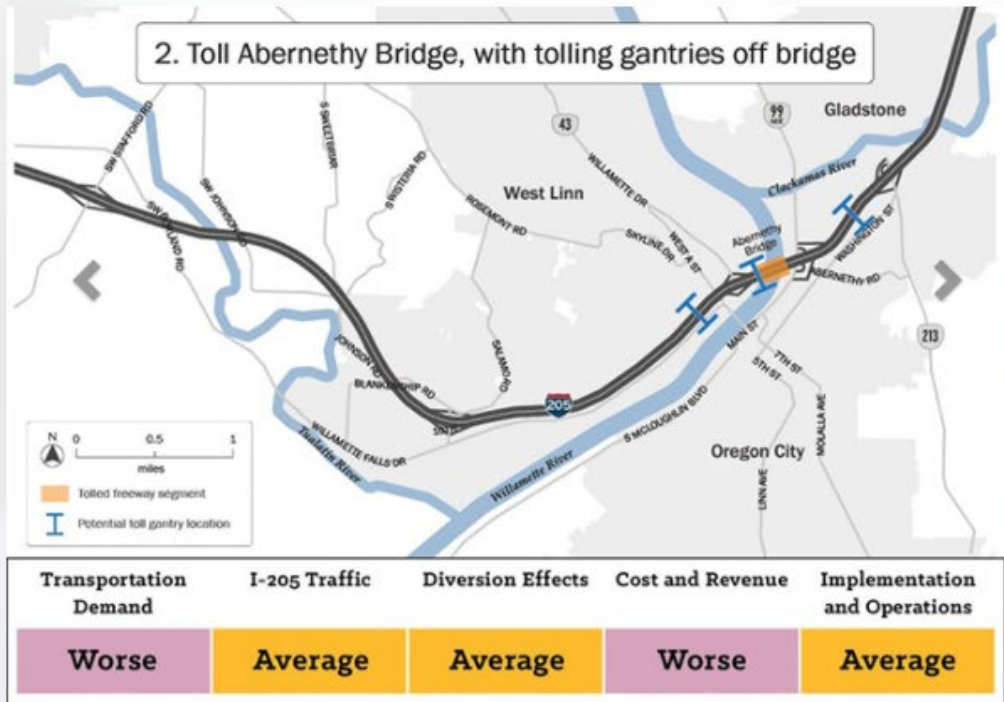 2. Toll Abernethy Bridge, with tolling gantries off bridge
Gladstone
99
43
SW STAFFORD RD
S SWEETBRIAR
S WISTERIA RD
WILLAMETTE DR
Clackamas River
West Linn
SW JOHNSON RD
ROSEMONT RD
SKYLINE DR
WEST A ST
Abernethy
Bridge
WASHINGTON ST
ABERNETHY RD
213
MAIN ST
7TH ST
5TH ST
JOHNSON RD
SALAMO RD
BLANKENSHIP RD
205
S MCLOUGHLIN BLVD
MOLALLA AVE
WILLAMETTE FALLS DR
Tualatin River
Willamette River
Oregon City
LINN AVE
N
0 0.5 1
miles
Tolled freeway segment
Potential toll gantry location
Transportation
Demand
I-205 Traffic
Diversion Effects
Cost and Revenue
Implementation
and Operations
Worse
Average
Average
Worse
Average